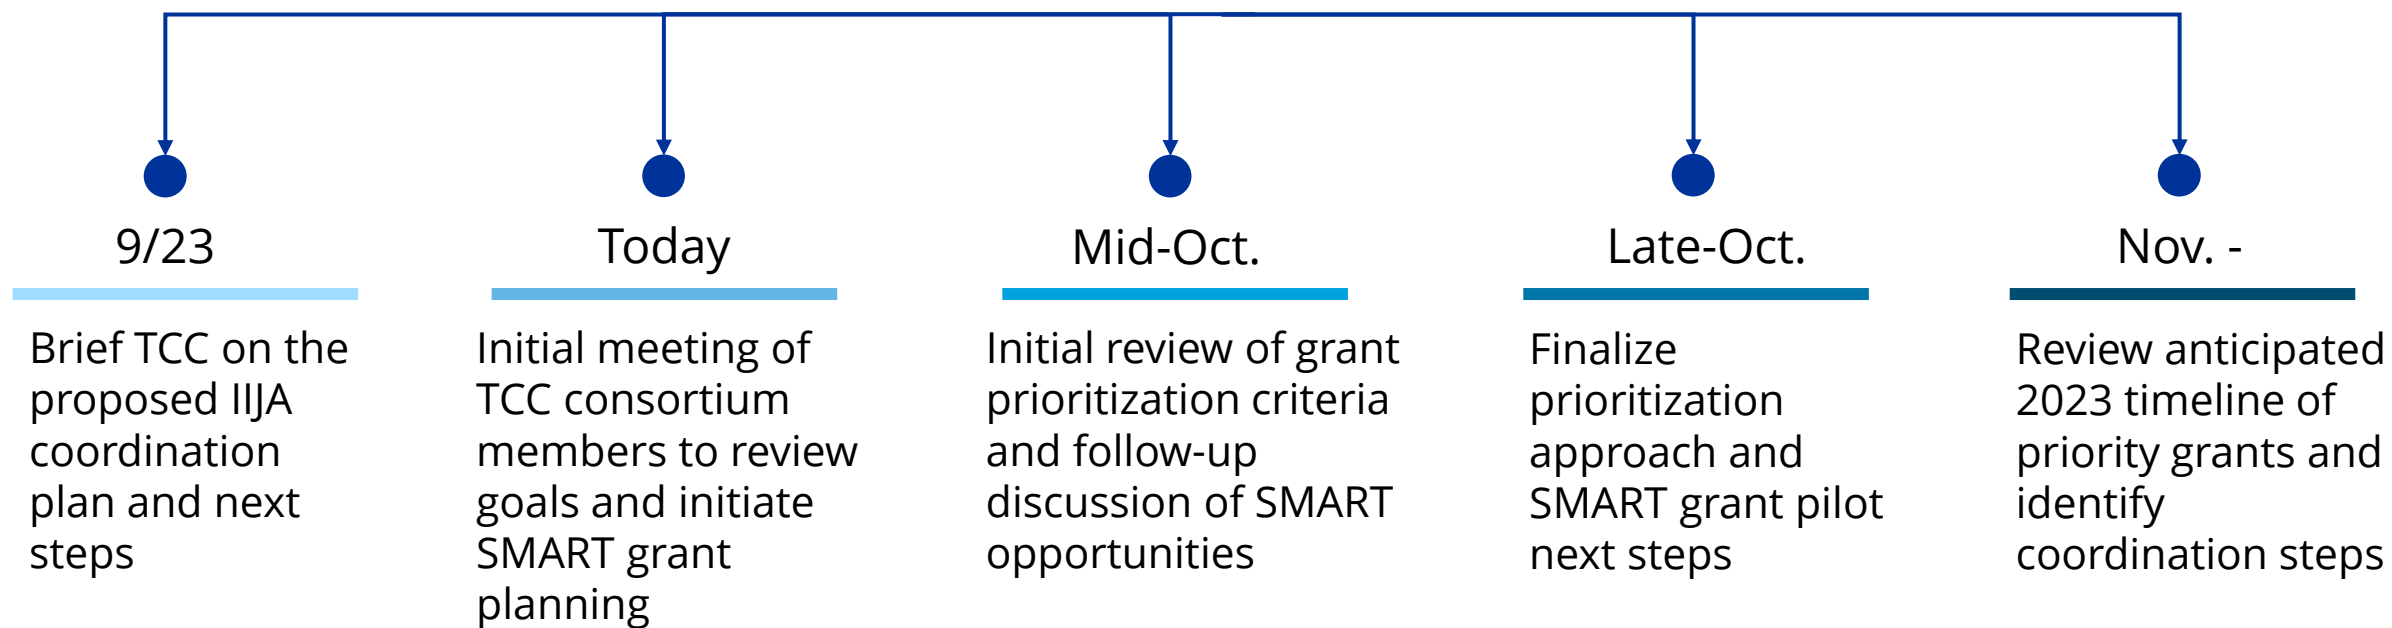 9/23
Brief TCC on the
proposed IIJA
coordination
plan and next
steps
Today
Initial meeting of
TCC consortium
members to review
goals and initiate
SMART grant
planning
Mid-Oct.
Initial review of grant
prioritization criteria
and follow-up
discussion of SMART
opportunities
Late-Oct.
Finalize
prioritization
approach and
SMART grant pilot
next steps
Nov. -
Review anticipated
2023 timeline of
priority grants and
identify
coordination steps